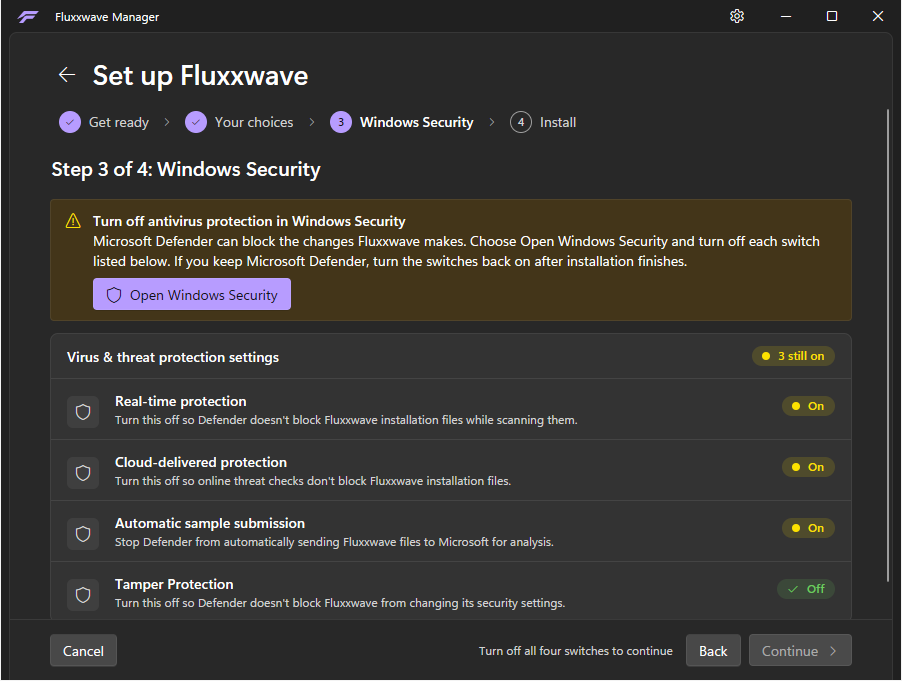 Fluxxwave Manager
Set up Fluxxwave
Get ready
Your choices
3
Windows Security
4
Install
Step 3 of 4: Windows Security
Turn off antivirus protection in Windows Security
Microsoft Defender can block the changes Fluxxwave makes. Choose Open Windows Security and turn off each switch
listed below. If you keep Microsoft Defender, turn the switches back on after installation finishes.
Open Windows Security
Virus & threat protection settings
3 still on
Real-time protection
On
Turn this off so Defender doesn't block Fluxxwave installation files while scanning them.
Cloud-delivered protection
On
Turn this off so online threat checks don't block Fluxxwave installation files.
Automatic sample submission
On
Stop Defender from automatically sending Fluxxwave files to Microsoft for analysis.
Tamper Protection
Off
Turn this off so Defender doesn't block Fluxxwave from changing its security settings.
Cancel
Turn off all four switches to continue
Back
Continue